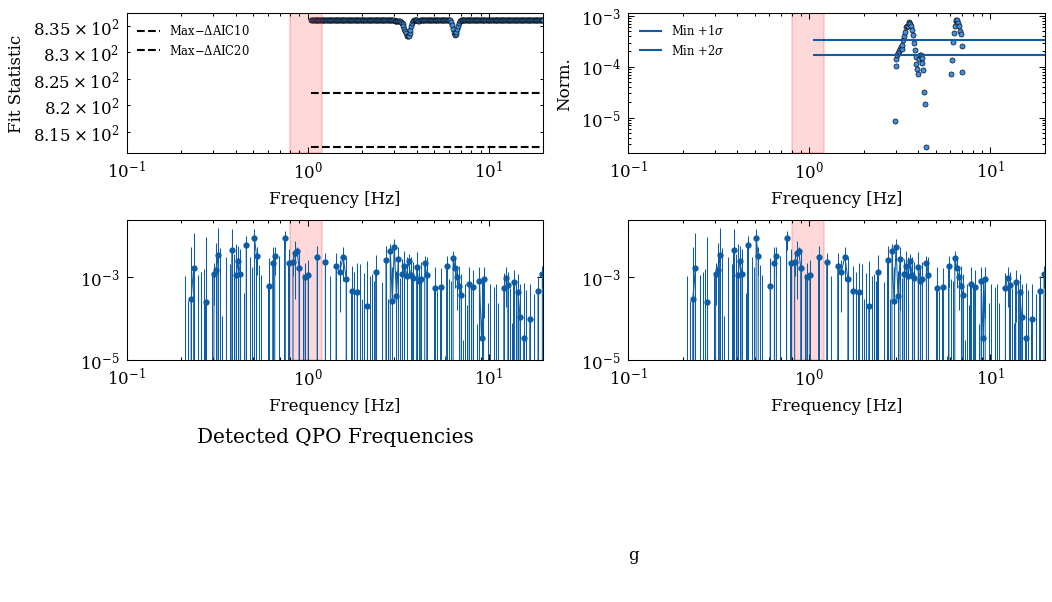 8.35 × 10²
8.3 × 10²
8.25 × 10²
8.2 × 10²
8.15 × 10²
Fit Statistic
Max−ΔAIC10
Max−ΔAIC20
10⁻¹ 10⁰ 10¹
Frequency [Hz]
10⁻³
10⁻⁴
10⁻⁵
Norm.
Min +1σ
Min +2σ
10⁻¹ 10⁰ 10¹
Frequency [Hz]
10⁻³
10⁻⁵
10⁻¹ 10⁰ 10¹
Frequency [Hz]
10⁻³
10⁻⁵
10⁻¹ 10⁰ 10¹
Frequency [Hz]
Detected QPO Frequencies
g